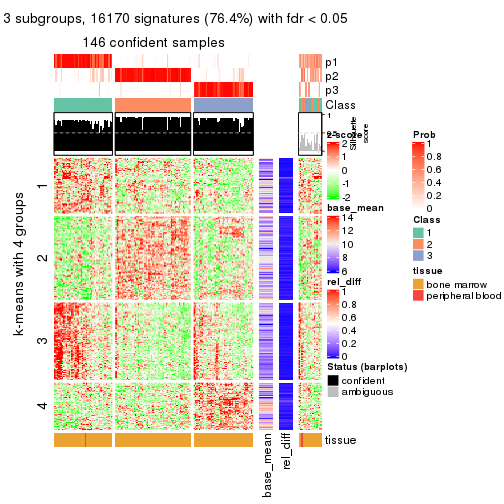 3 subgroups, 16170 signatures (76.4%) with fdr < 0.05
146 confident samples
p1
p2
p3
Class
1
0
Silhouette
score
k-means with 4 groups
1
2
3
4
base_mean
rel_diff
tissue
z-score
2
1
0
-1
-2
base_mean
14
12
10
8
6
rel_diff
1
0.8
0.6
0.4
0.2
0
Status (barplots)
confident
ambiguous
Prob
1
0.8
0.6
0.4
0.2
0
Class
1
2
3
tissue
bone marrow
peripheral blood